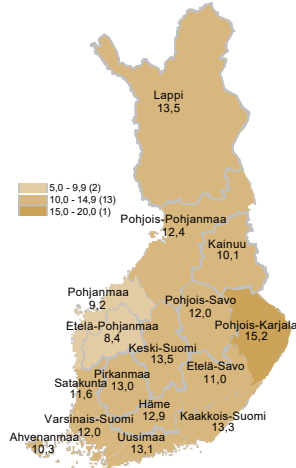 Lappi
13,5
5,0 - 9,9 (2)
10,0 - 14,9 (13)
15,0 - 20,0 (1)
Pohjois-Pohjanmaa
12,4
Kainuu
10,1
Pohjanmaa
9,2
Pohjois-Savo
12,0
Pohjois-Karjala
15,2
Etelä-Pohjanmaa
8,4
Keski-Suomi
13,5
Etelä-Savo
11,0
Pirkanmaa
13,0
Satakunta
11,6
Häme
12,9
Kaakkois-Suomi
13,3
Varsinais-Suomi
12,0
Ahvenanmaa
10,3
Uusimaa
13,1